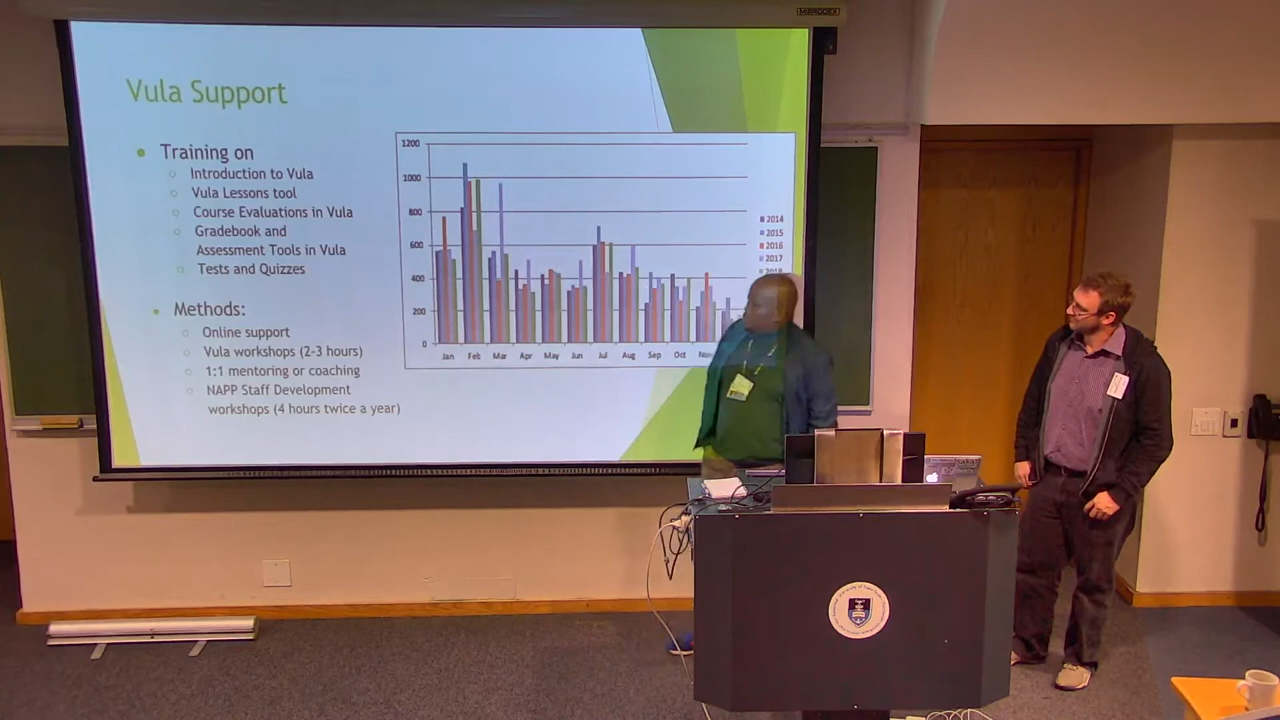 Vula Support
Training on
Introduction to Vula
Vula Lessons tool
Course Evaluations in Vula
Gradebook and
Assessment Tools in Vula
Tests and Quizzes
Methods:
Online support
Vula workshops (2-3 hours)
1:1 mentoring or coaching
NAPP Staff Development
workshops (4 hours twice a year)
1200
1000
800
600
400
200
0
Jan Feb Mar Apr May Jun Jul Aug Sep Oct Nov
2014
2015
2016
2017
2018
sakai